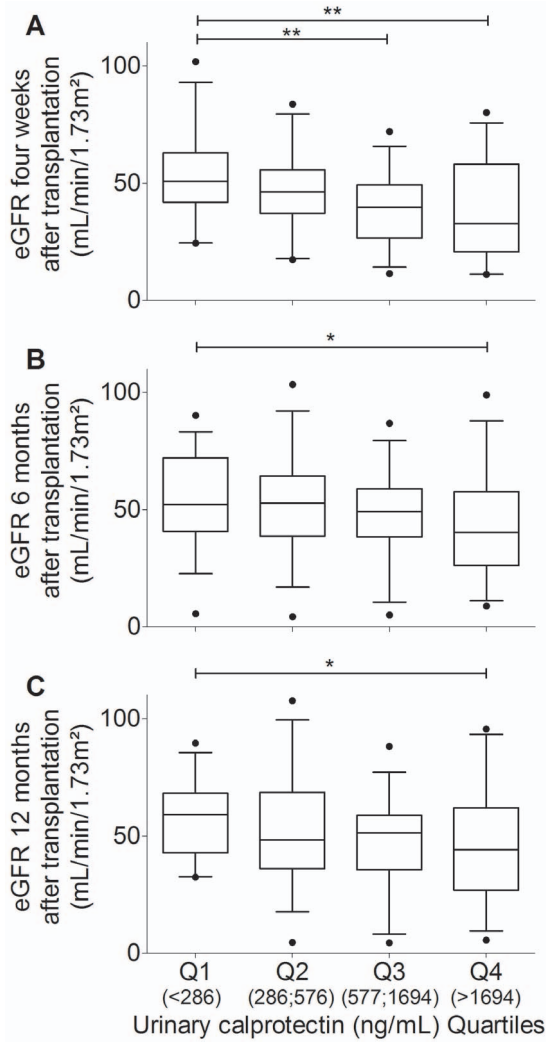 A
**
**
eGFR four weeks
after transplantation
(mL/min/1.73m²)
100
50
0
B
*
eGFR 6 months
after transplantation
(mL/min/1.73m²)
100
50
0
C
*
eGFR 12 months
after transplantation
(mL/min/1.73m²)
100
50
0
Q1 Q2 Q3 Q4
(<286) (286;576) (577;1694) (>1694)
Urinary calprotectin (ng/mL) Quartiles